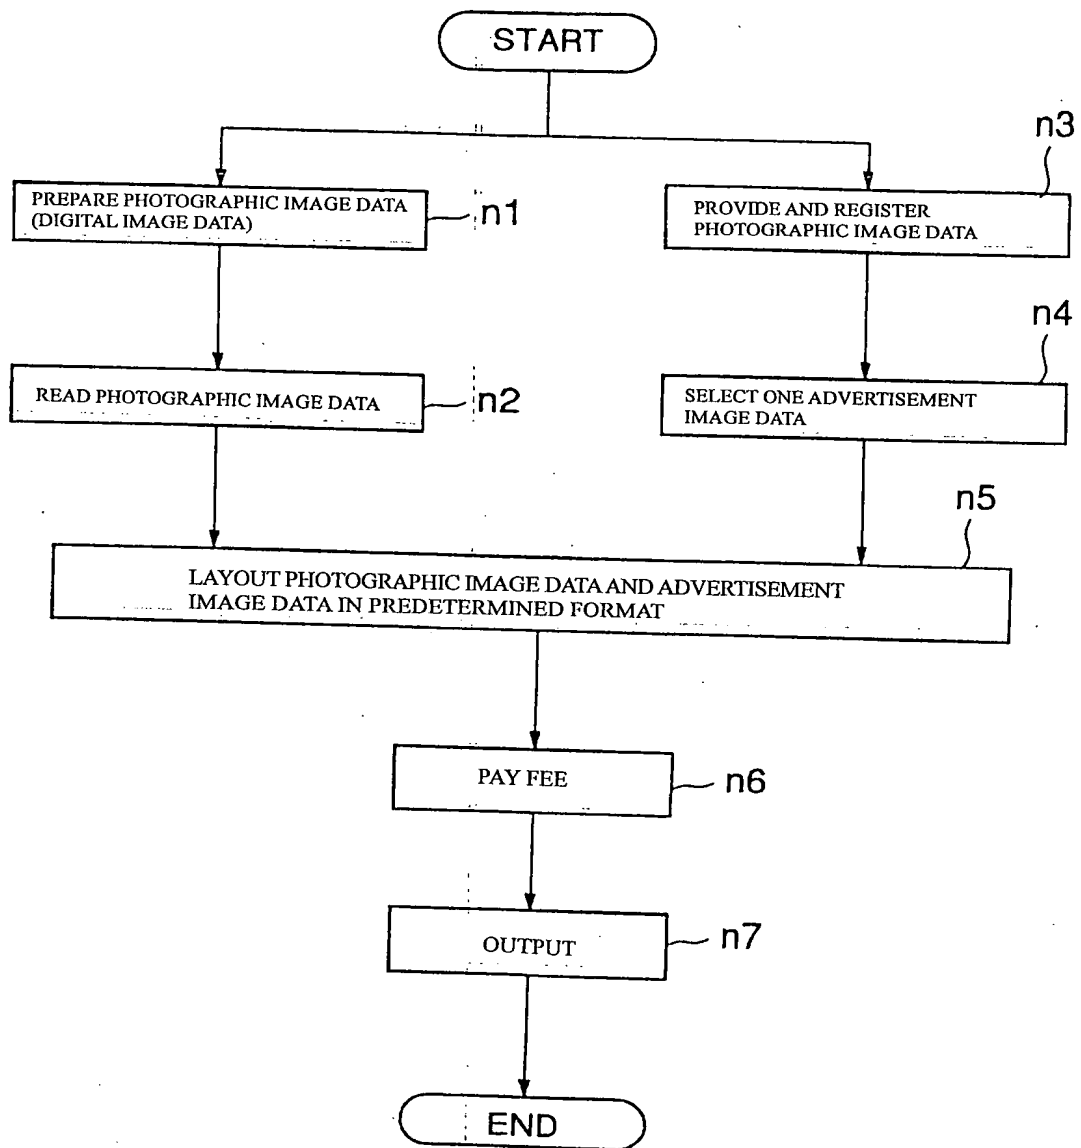 START
n3
PREPARE PHOTOGRAPHIC IMAGE DATA
(DIGITAL IMAGE DATA)
n1
PROVIDE AND REGISTER
PHOTOGRAPHIC IMAGE DATA
n4
READ PHOTOGRAPHIC IMAGE DATA
n2
SELECT ONE ADVERTISEMENT
IMAGE DATA
n5
LAYOUT PHOTOGRAPHIC IMAGE DATA AND ADVERTISEMENT
IMAGE DATA IN PREDETERMINED FORMAT
PAY FEE
n6
OUTPUT
n7
END